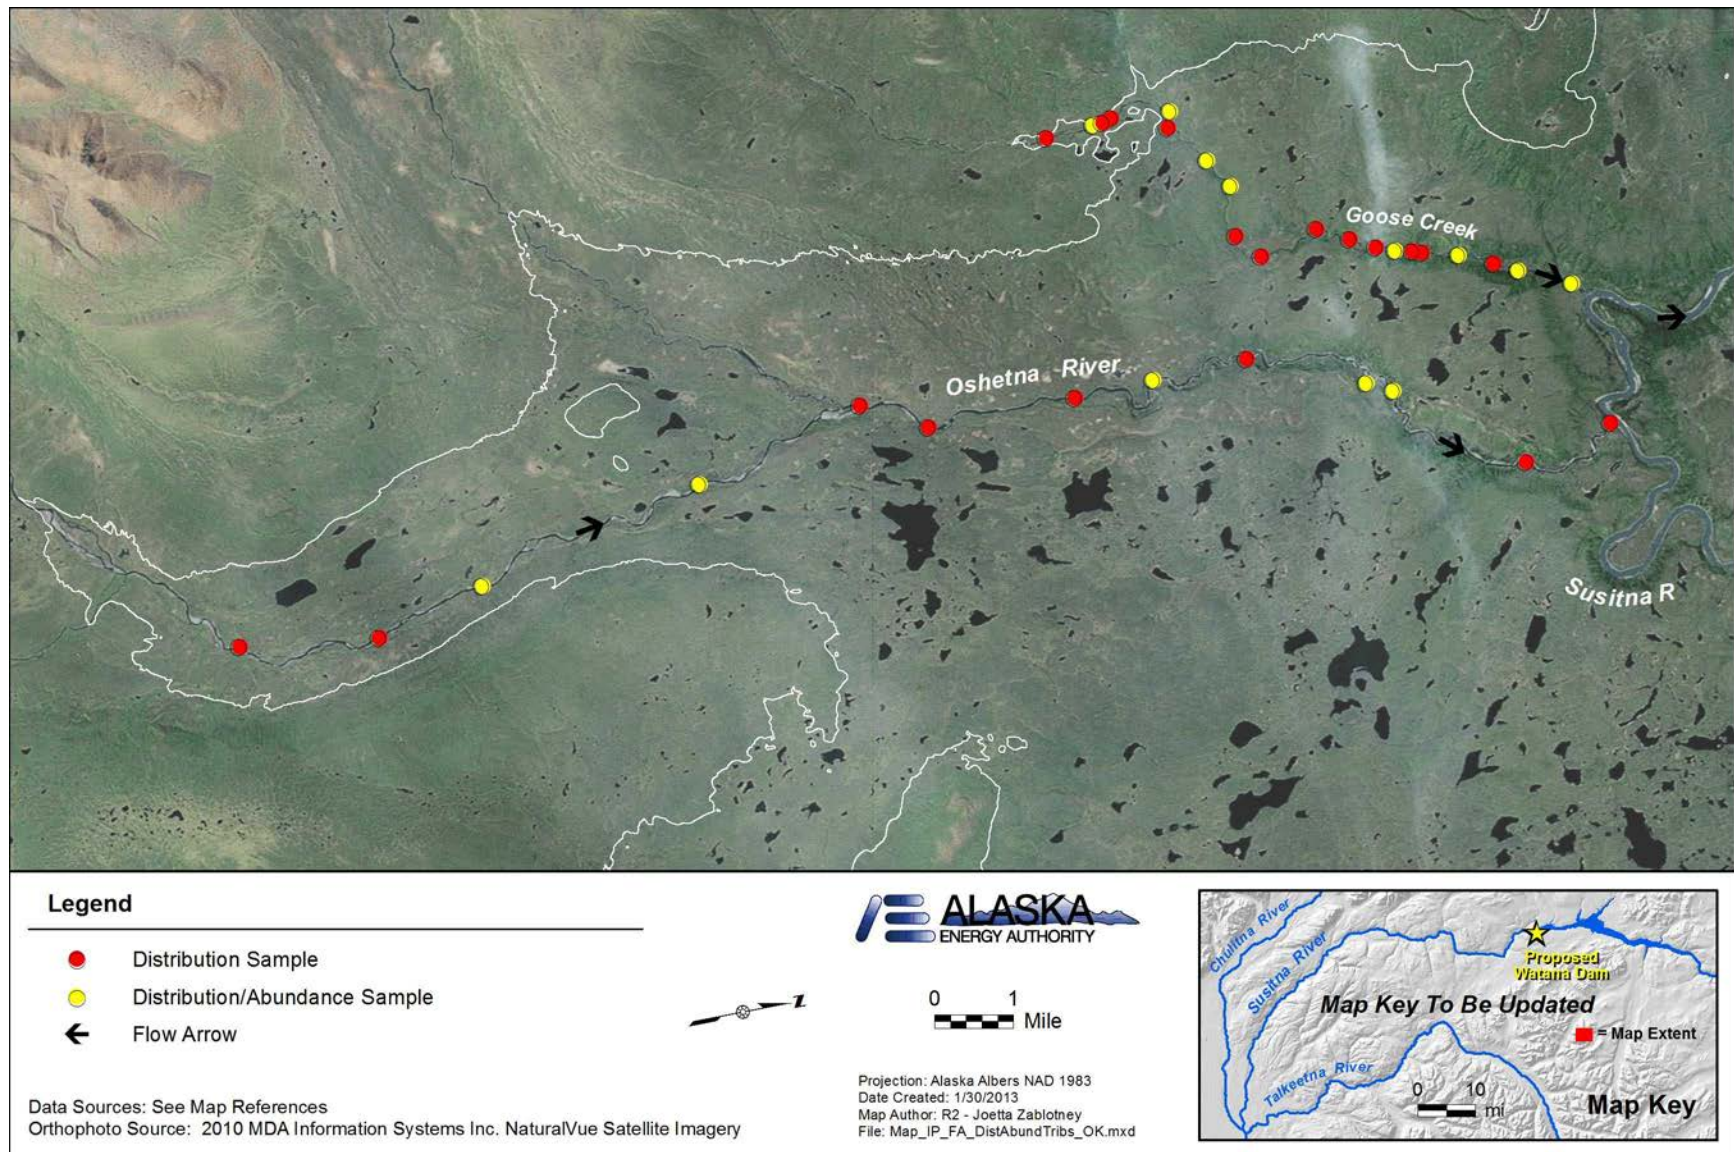 Goose Creek
Oshetna River
Susitna R
Legend
Distribution Sample
Distribution/Abundance Sample
Flow Arrow
Data Sources: See Map References
Orthophoto Source: 2010 MDA Information Systems Inc. NaturalVue Satellite Imagery
Z
ALASKA
ENERGY AUTHORITY
0 1
Mile
Projection: Alaska Albers NAD 1983
Date Created: 1/30/2013
Map Author: R2 - Joetta Zablotney
File: Map_IP_FA_DistAbundTribs_OK.mxd
Chulitna River
Susitna River
Proposed
Watana Dam
Map Key To Be Updated
= Map Extent
Talkeetna River
0 10
mi
Map Key